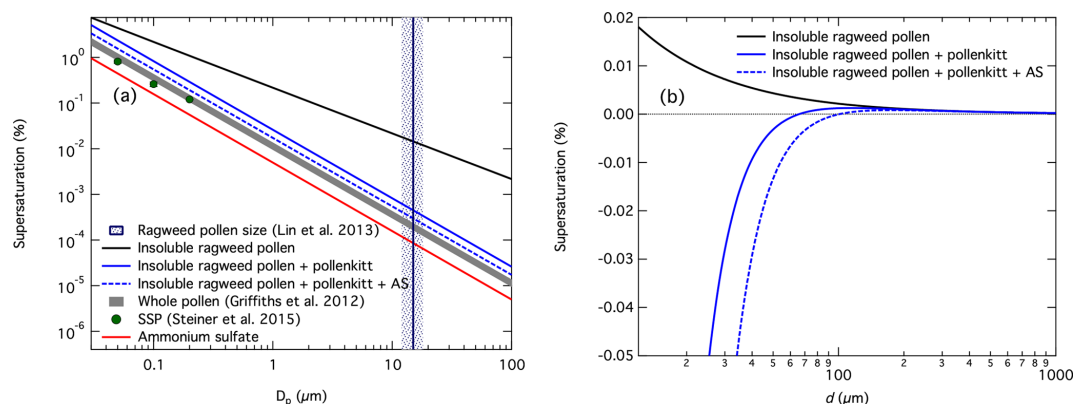 (a)
Supersaturation (%)
10⁰
10⁻¹
10⁻²
10⁻³
10⁻⁴
10⁻⁵
10⁻⁶
Ragweed pollen size (Lin et al. 2013)
Insoluble ragweed pollen
Insoluble ragweed pollen + pollenkitt
Insoluble ragweed pollen + pollenkitt + AS
Whole pollen (Griffiths et al. 2012)
SSP (Steiner et al. 2015)
Ammonium sulfate
0.1 1 10 100
Dₚ (µm)
Insoluble ragweed pollen
Insoluble ragweed pollen + pollenkitt
Insoluble ragweed pollen + pollenkitt + AS
(b)
Supersaturation (%)
0.02
0.01
0.00
-0.01
-0.02
-0.03
-0.04
-0.05
2 3 4 5 6 7 8 9 100 2 3 4 5 6 7 8 9 1000
d (µm)